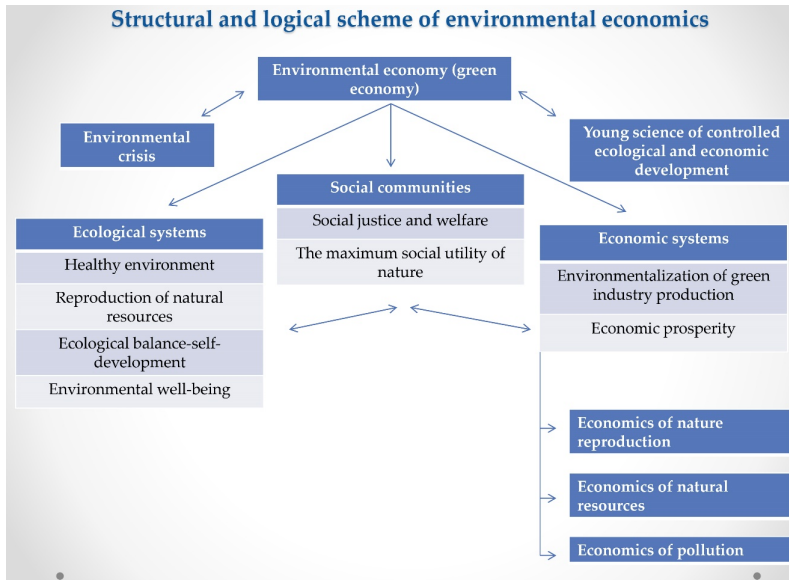 Structural and logical scheme of environmental economics
Environmental economy (green
economy)
Environmental
crisis
Young science of controlled
ecological and economic
development
Social communities
Social justice and welfare
The maximum social utility of
nature
Ecological systems
Healthy environment
Reproduction of natural
resources
Ecological balance-self-
development
Environmental well-being
Economic systems
Environmentalization of green
industry production
Economic prosperity
Economics of nature
reproduction
Economics of natural
resources
Economics of pollution